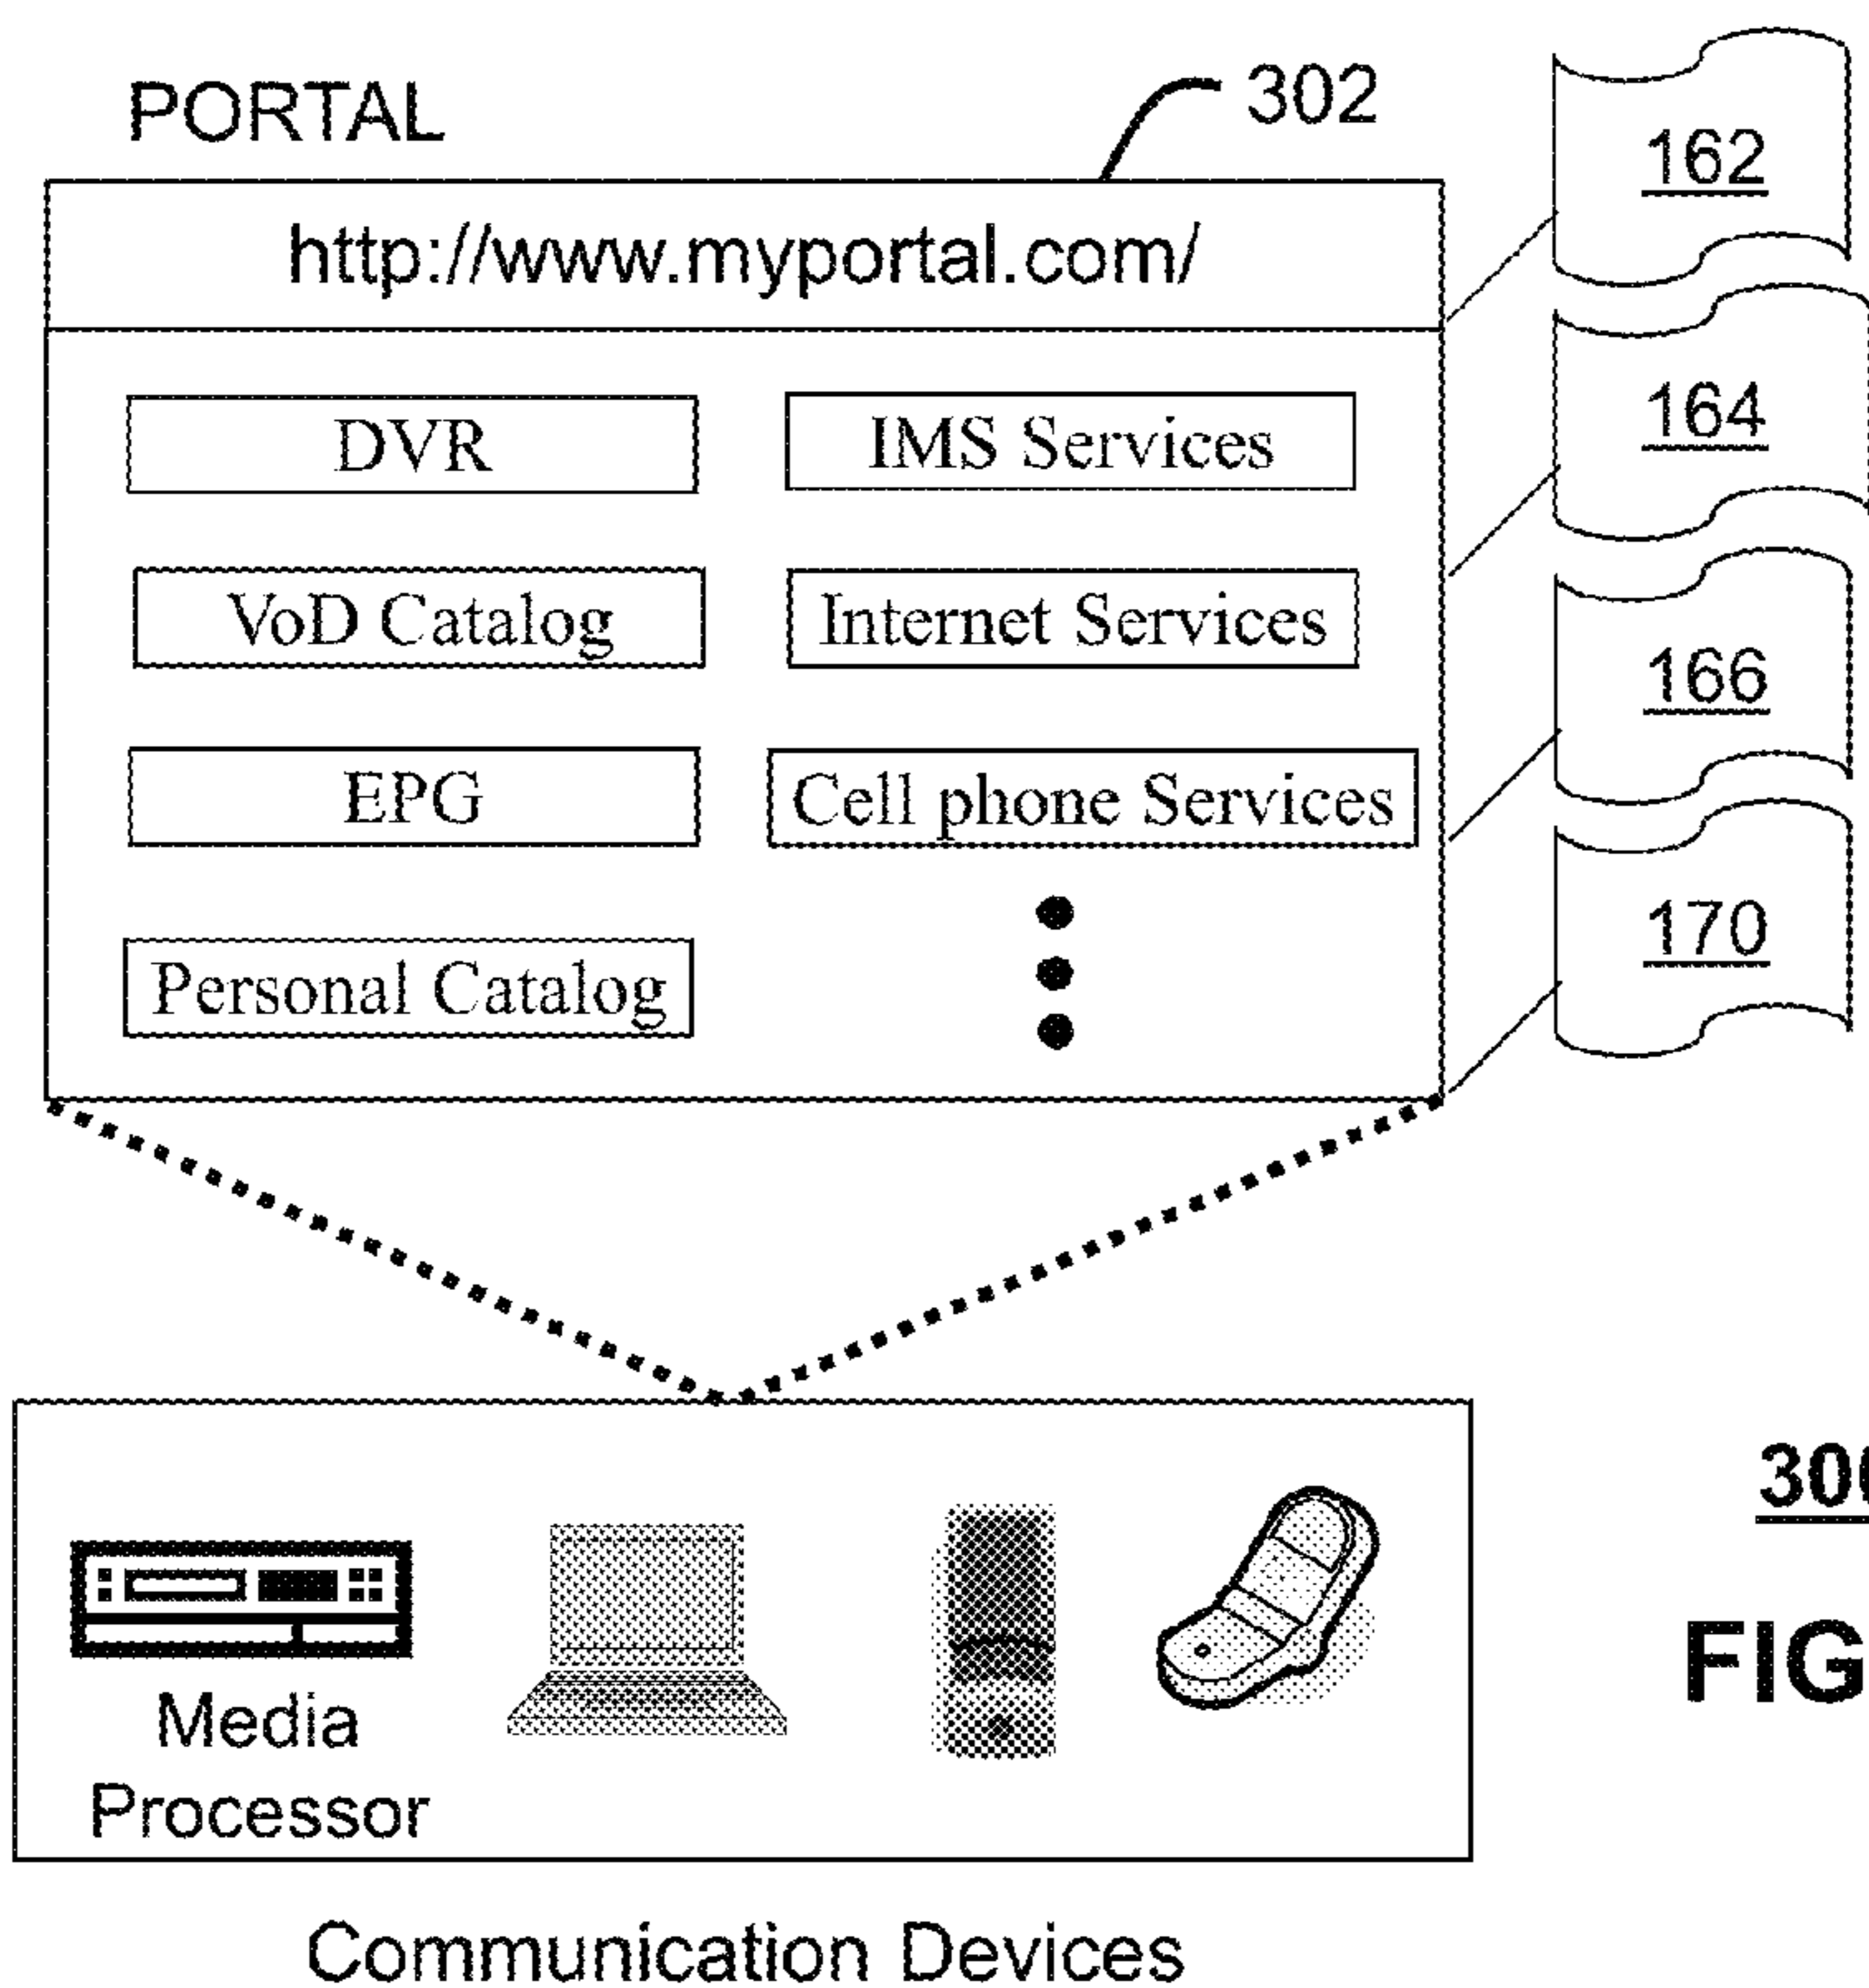 PORTAL
302
http://www.myportal.com/
162
DVR
IMS Services
164
VoD Catalog
Internet Services
166
EPG
Cell phone Services
170
Personal Catalog
Media
Processor
FIG
Communication Devices